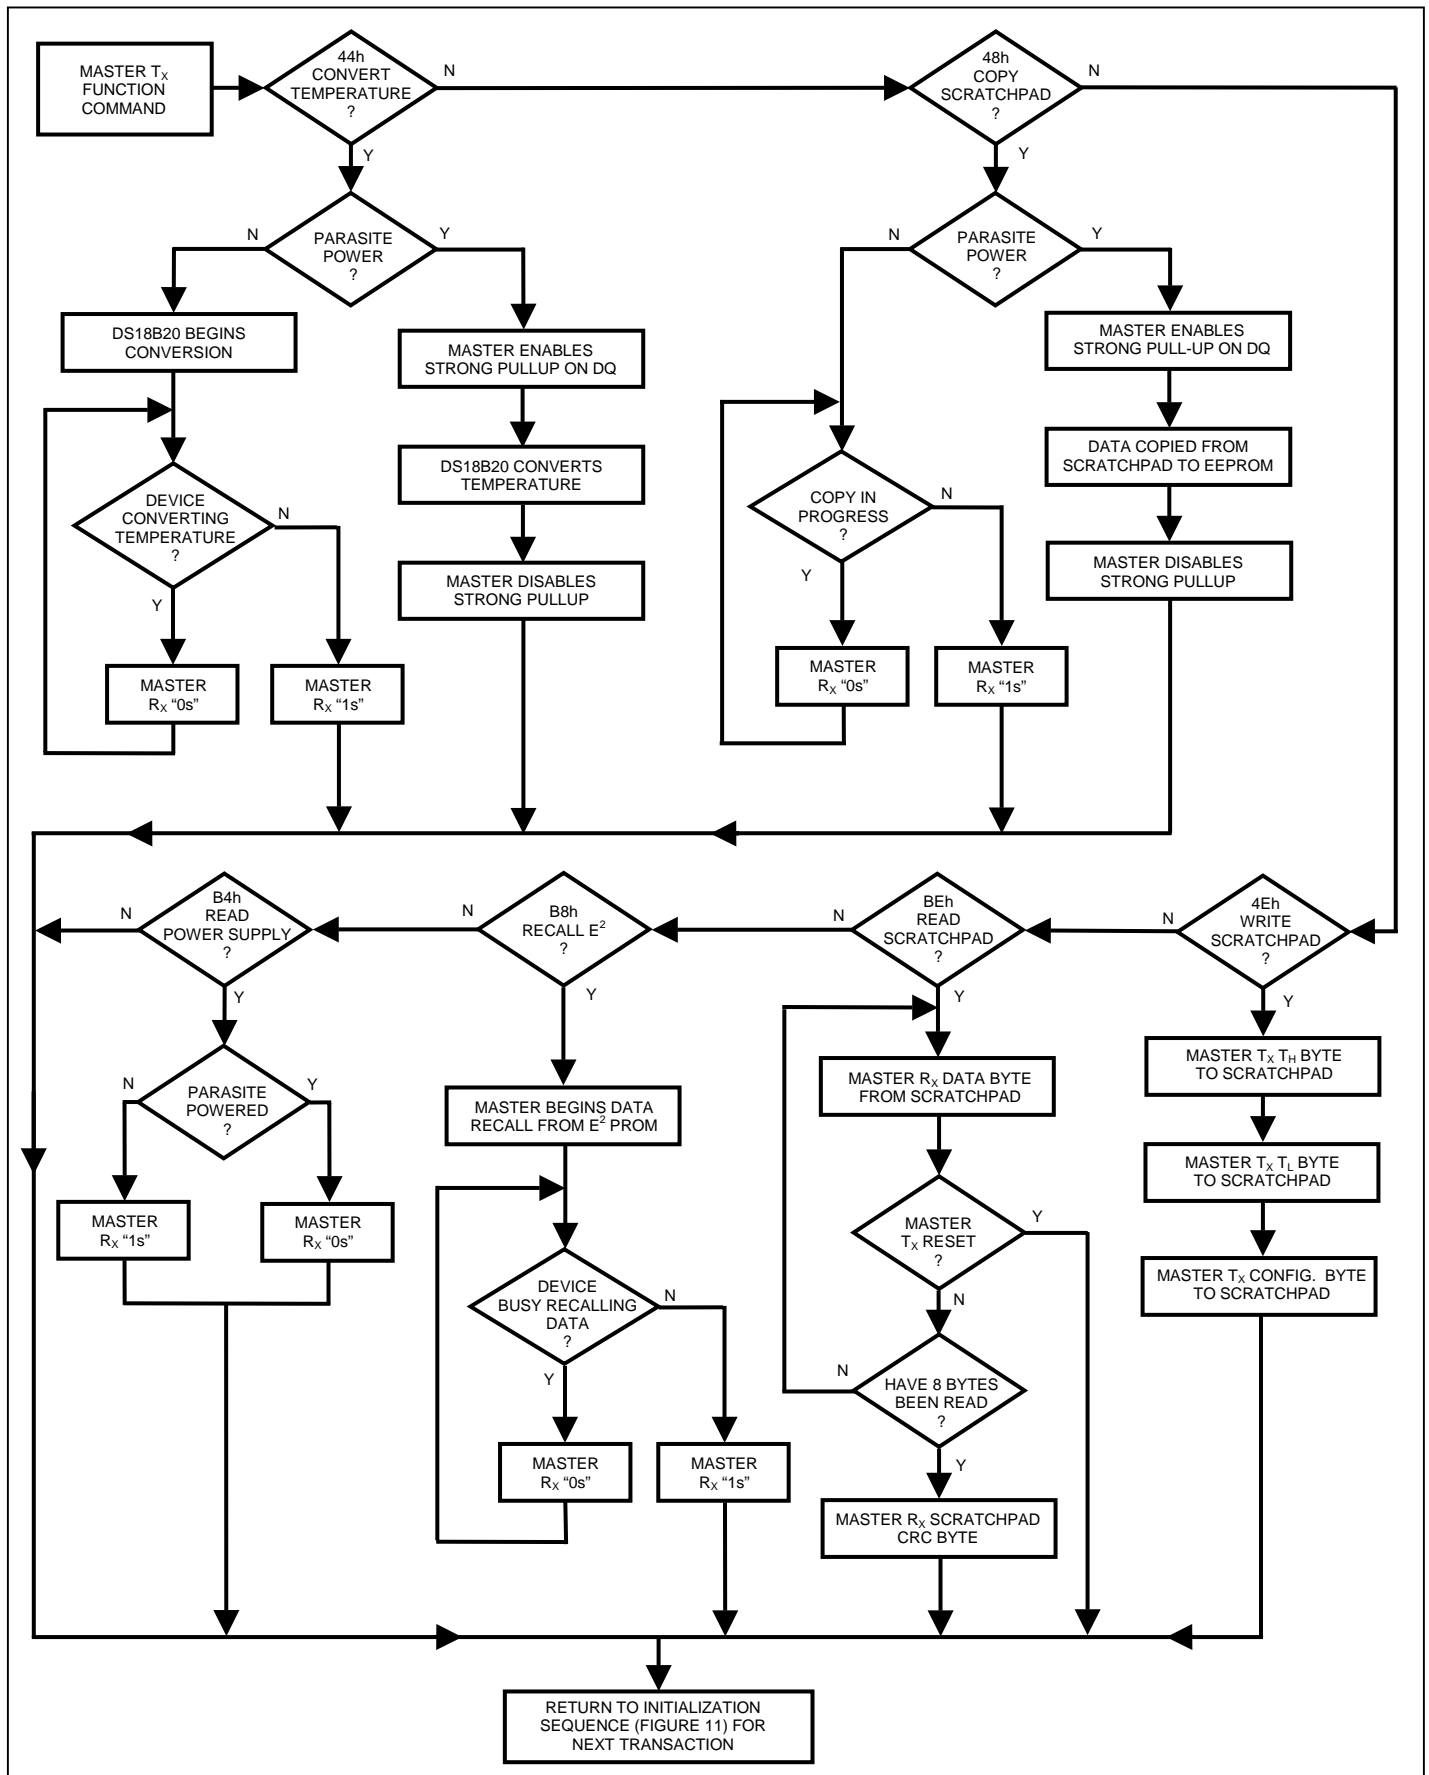 MASTER TX
FUNCTION
COMMAND
44h
CONVERT
TEMPERATURE
?
N
Y
48h
COPY
SCRATCHPAD
?
N
Y
N
PARASITE
POWER
?
Y
DS18B20 BEGINS
CONVERSION
MASTER ENABLES
STRONG PULLUP ON DQ
DS18B20 CONVERTS
TEMPERATURE
MASTER DISABLES
STRONG PULLUP
DEVICE
CONVERTING
TEMPERATURE
?
N
Y
MASTER
RX “0s”
MASTER
RX “1s”
N
PARASITE
POWER
?
Y
MASTER ENABLES
STRONG PULL-UP ON DQ
DATA COPIED FROM
SCRATCHPAD TO EEPROM
MASTER DISABLES
STRONG PULLUP
COPY IN
PROGRESS
?
N
Y
MASTER
RX “0s”
MASTER
RX “1s”
N
B4h
READ
POWER SUPPLY
?
Y
N
B8h
RECALL E2
?
Y
N
BEh
READ
SCRATCHPAD
?
Y
N
4Eh
WRITE
SCRATCHPAD
?
Y
N
PARASITE
POWERED
?
Y
MASTER
RX “1s”
MASTER
RX “0s”
MASTER BEGINS DATA
RECALL FROM E2 PROM
DEVICE
BUSY RECALLING
DATA
?
N
Y
MASTER
RX “0s”
MASTER
RX “1s”
MASTER RX DATA BYTE
FROM SCRATCHPAD
MASTER
TX RESET
?
Y
N
N
HAVE 8 BYTES
BEEN READ
?
Y
MASTER RX SCRATCHPAD
CRC BYTE
MASTER TX TH BYTE
TO SCRATCHPAD
MASTER TX TL BYTE
TO SCRATCHPAD
MASTER TX CONFIG. BYTE
TO SCRATCHPAD
RETURN TO INITIALIZATION
SEQUENCE (FIGURE 11) FOR
NEXT TRANSACTION